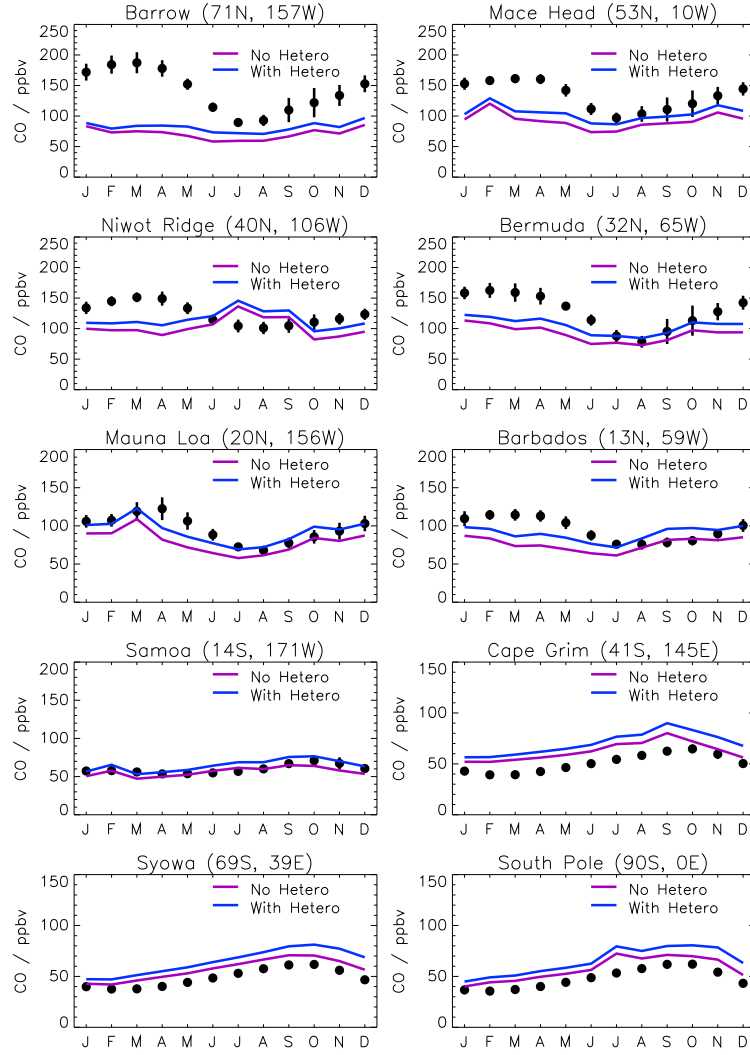 Barrow (71N, 157W)
250
200
150
100
50
0
CO / ppbv
No Hetero
With Hetero
J F M A M J J A S O N D
Mace Head (53N, 10W)
250
200
150
100
50
0
CO / ppbv
No Hetero
With Hetero
J F M A M J J A S O N D
Niwot Ridge (40N, 106W)
250
200
150
100
50
0
CO / ppbv
No Hetero
With Hetero
J F M A M J J A S O N D
Bermuda (32N, 65W)
250
200
150
100
50
0
CO / ppbv
No Hetero
With Hetero
J F M A M J J A S O N D
Mauna Loa (20N, 156W)
200
150
100
50
0
CO / ppbv
No Hetero
With Hetero
J F M A M J J A S O N D
Barbados (13N, 59W)
200
150
100
50
0
CO / ppbv
No Hetero
With Hetero
J F M A M J J A S O N D
Samoa (14S, 171W)
200
150
100
50
0
CO / ppbv
No Hetero
With Hetero
J F M A M J J A S O N D
Cape Grim (41S, 145E)
150
100
50
0
CO / ppbv
No Hetero
With Hetero
J F M A M J J A S O N D
Syowa (69S, 39E)
150
100
50
0
CO / ppbv
No Hetero
With Hetero
J F M A M J J A S O N D
South Pole (90S, 0E)
150
100
50
0
CO / ppbv
No Hetero
With Hetero
J F M A M J J A S O N D